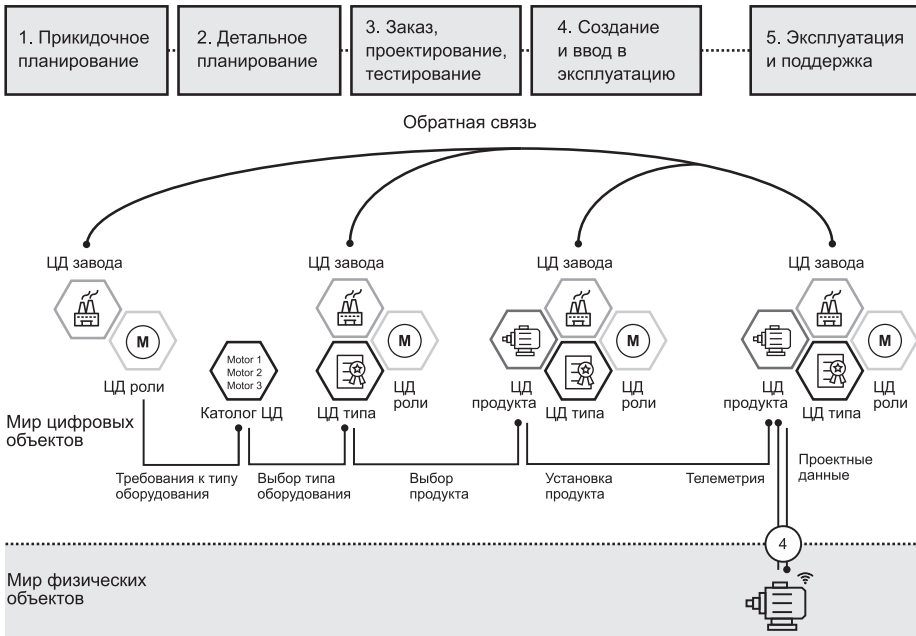 1. Прикидочное
планирование
2. Детальное
планирование
3. Заказ,
проектирование,
тестирование
4. Создание
и ввод в
эксплуатацию
5. Эксплуатация
и поддержка
Обратная связь
ЦД завода
ЦД завода
ЦД завода
ЦД завода
M
M
M
M
Motor 1
Motor 2
Motor 3
ЦД роли
Католог ЦД
ЦД типа
ЦД
роли
ЦД
продукта
ЦД типа
ЦД
роли
ЦД
продукта
ЦД типа
ЦД
роли
Мир цифровых
объектов
Требования к типу
оборудования
Выбор типа
оборудования
Выбор
продукта
Установка
продукта
Телеметрия
Проектные
данные
4
Мир физических
объектов